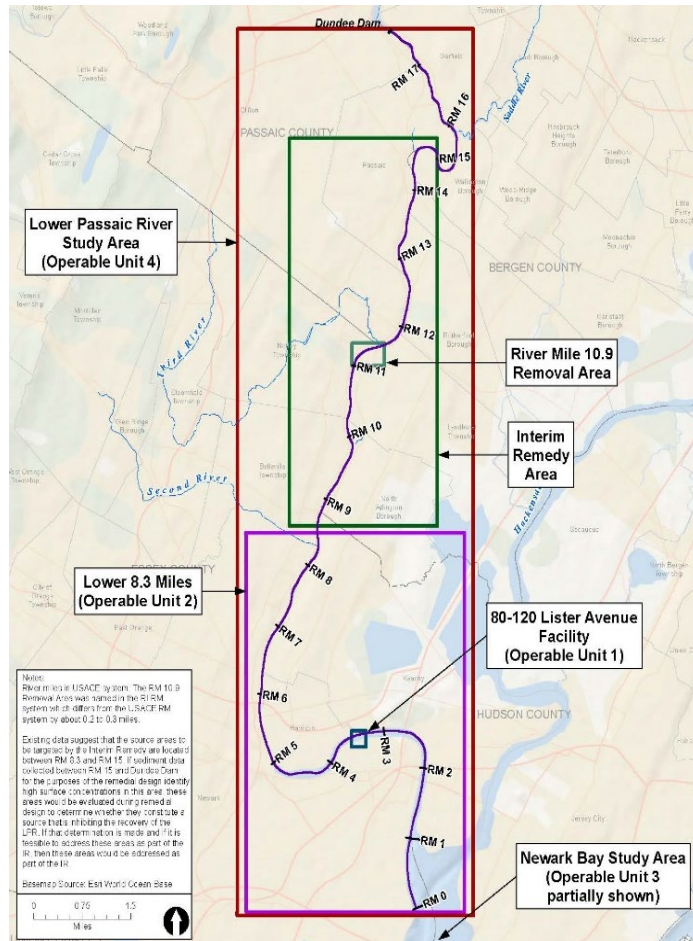 Dundee Dam
RM 17
RM 16
Saddle River
PASSAIC COUNTY
Clifton
Garfield
Passaic
RM 15
RM 14
Lower Passaic River
Study Area
(Operable Unit 4)
RM 13
BERGEN COUNTY
RM 12
Third River
River Mile 10.9
Removal Area
RM 11
RM 10
Interim
Remedy
Area
Second River
RM 9
North
Arlington
Borough
Secaucus
Lower 8.3 Miles
(Operable Unit 2)
RM 8
80-120 Lister Avenue
Facility
(Operable Unit 1)
RM 7
East Orange
Kearny
RM 6
Harrison
HUDSON COUNTY
RM 5
RM 4
RM 3
RM 2
Newark
Jersey City
RM 1
RM 0
Newark Bay Study Area
(Operable Unit 3
partially shown)
Notes:
River miles in USACE system. The RM 10.9
Removal Area was named in the RI RM
system which differs from the USACE RM
system by about 0.2 to 0.3 miles.
Existing data suggest that the source areas to
be targeted by the Interim Remedy are located
between RM 8.3 and RM 15. If sediment data
collected between RM 15 and Dundee Dam
for the purposes of the remedial design identify
high surface concentrations in this area, these
areas would be evaluated during remedial
design to determine whether they constitute a
source that is inhibiting the recovery of the
LPR. If that determination is made and if it is
feasible to address these areas as part of the
IR, then these areas would be addressed as
part of the IR.
Basemap Source: Esri World Ocean Base
0 0.75 1.5
Miles